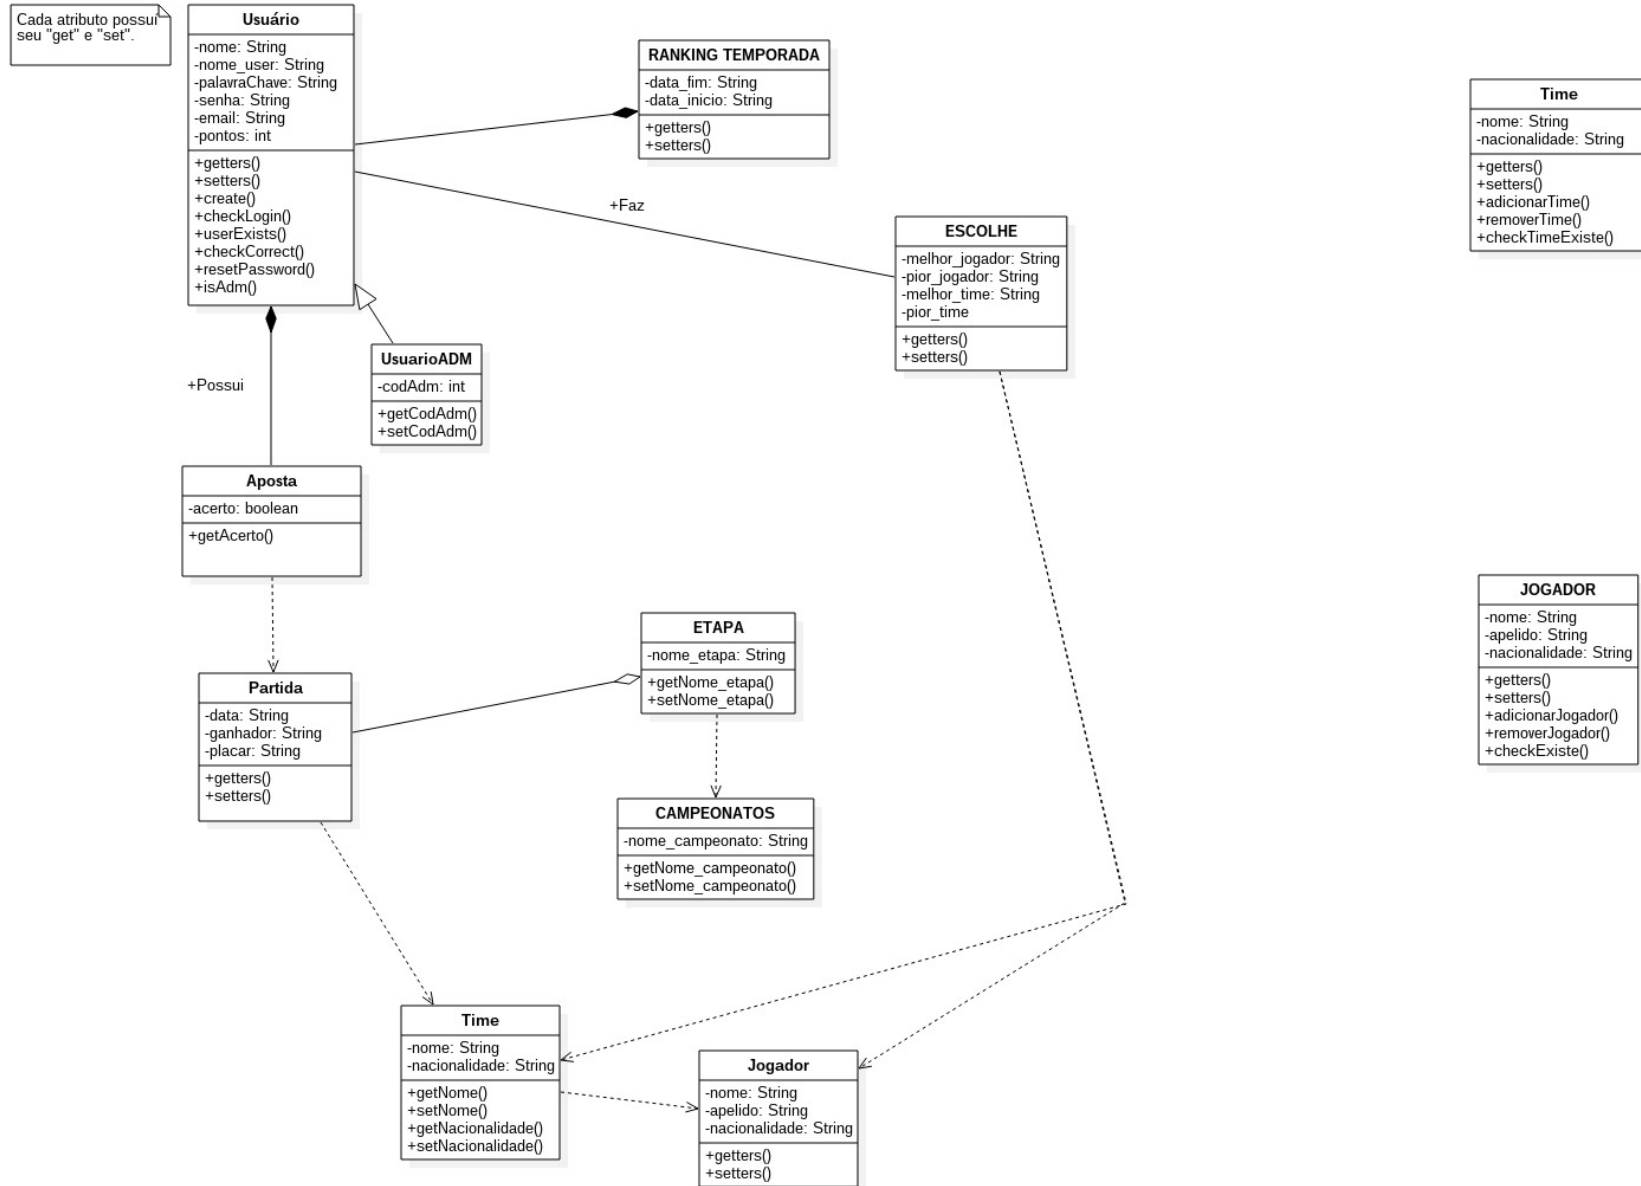 Cada atributo possui
seu "get" e "set".
Usuário
-nome: String
-nome_user: String
-palavraChave: String
-senha: String
-email: String
-pontos: int
+getters()
+setters()
+create()
+checkLogin()
+userExists()
+checkCorrect()
+resetPassword()
+isAdm()
RANKING TEMPORADA
-data_fim: String
-data_inicio: String
+getters()
+setters()
Time
-nome: String
-nacionalidade: String
+getters()
+setters()
+adicionarTime()
+removerTime()
+checkTimeExiste()
+Faz
ESCOLHE
-melhor_jogador: String
-pior_jogador: String
-melhor_time: String
-pior_time
+getters()
+setters()
UsuarioADM
-codAdm: int
+getCodAdm()
+setCodAdm()
+Possui
Aposta
-acerto: boolean
+getAcerto()
ETAPA
-nome_etapa: String
+getNome_etapa()
+setNome_etapa()
JOGADOR
-nome: String
-apelido: String
-nacionalidade: String
+getters()
+setters()
+adicionarJogador()
+removerJogador()
+checkExiste()
Partida
-data: String
-ganhador: String
-placar: String
+getters()
+setters()
CAMPEONATOS
-nome_campeonato: String
+getNome_campeonato()
+setNome_campeonato()
Time
-nome: String
-nacionalidade: String
+getNome()
+setNome()
+getNacionalidade()
+setNacionalidade()
Jogador
-nome: String
-apelido: String
-nacionalidade: String
+getters()
+setters()